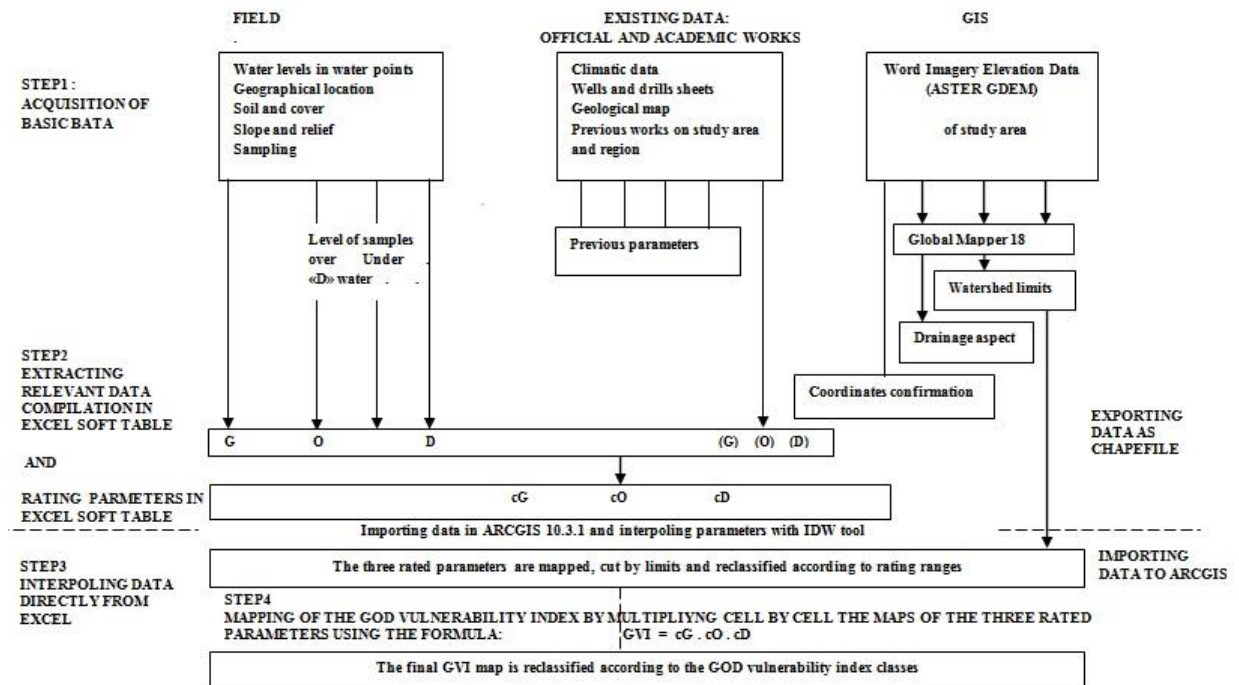 FIELD
EXISTING DATA:
OFFICIAL AND ACADEMIC WORKS
GIS
STEP1 :
ACQUISITION OF
BASIC BATA
Water levels in water points
Geographical location
Soil and cover
Slope and relief
Sampling
Climatic data
Wells and drills sheets
Geological map
Previous works on study area
and region
Word Imagery Elevation Data
(ASTER GDEM)
of study area
Level of samples
over Under
«D» water
Previous parameters
Global Mapper 18
Watershed limits
Drainage aspect
Coordinates confirmation
STEP2
EXTRACTING
RELEVANT DATA
COMPILATION IN
EXCEL SOFT TABLE
G O D (G) (O) (D)
EXPORTING
DATA AS
CHAPEFILE
AND
RATING PARMETERS IN
EXCEL SOFT TABLE
cG cO cD
Importing data in ARCGIS 10.3.1 and interpoling parameters with IDW tool
STEP3
INTERPOLING DATA
DIRECTLY FROM
EXCEL
The three rated parameters are mapped, cut by limits and reclassified according to rating ranges
IMPORTING
DATA TO ARCGIS
STEP4
MAPPING OF THE GOD VULNERABILITY INDEX BY MULTIPLIYNG CELL BY CELL THE MAPS OF THE THREE RATED
PARAMETERS USING THE FORMULA: GVI = cG . cO . cD
The final GVI map is reclassified according to the GOD vulnerability index classes